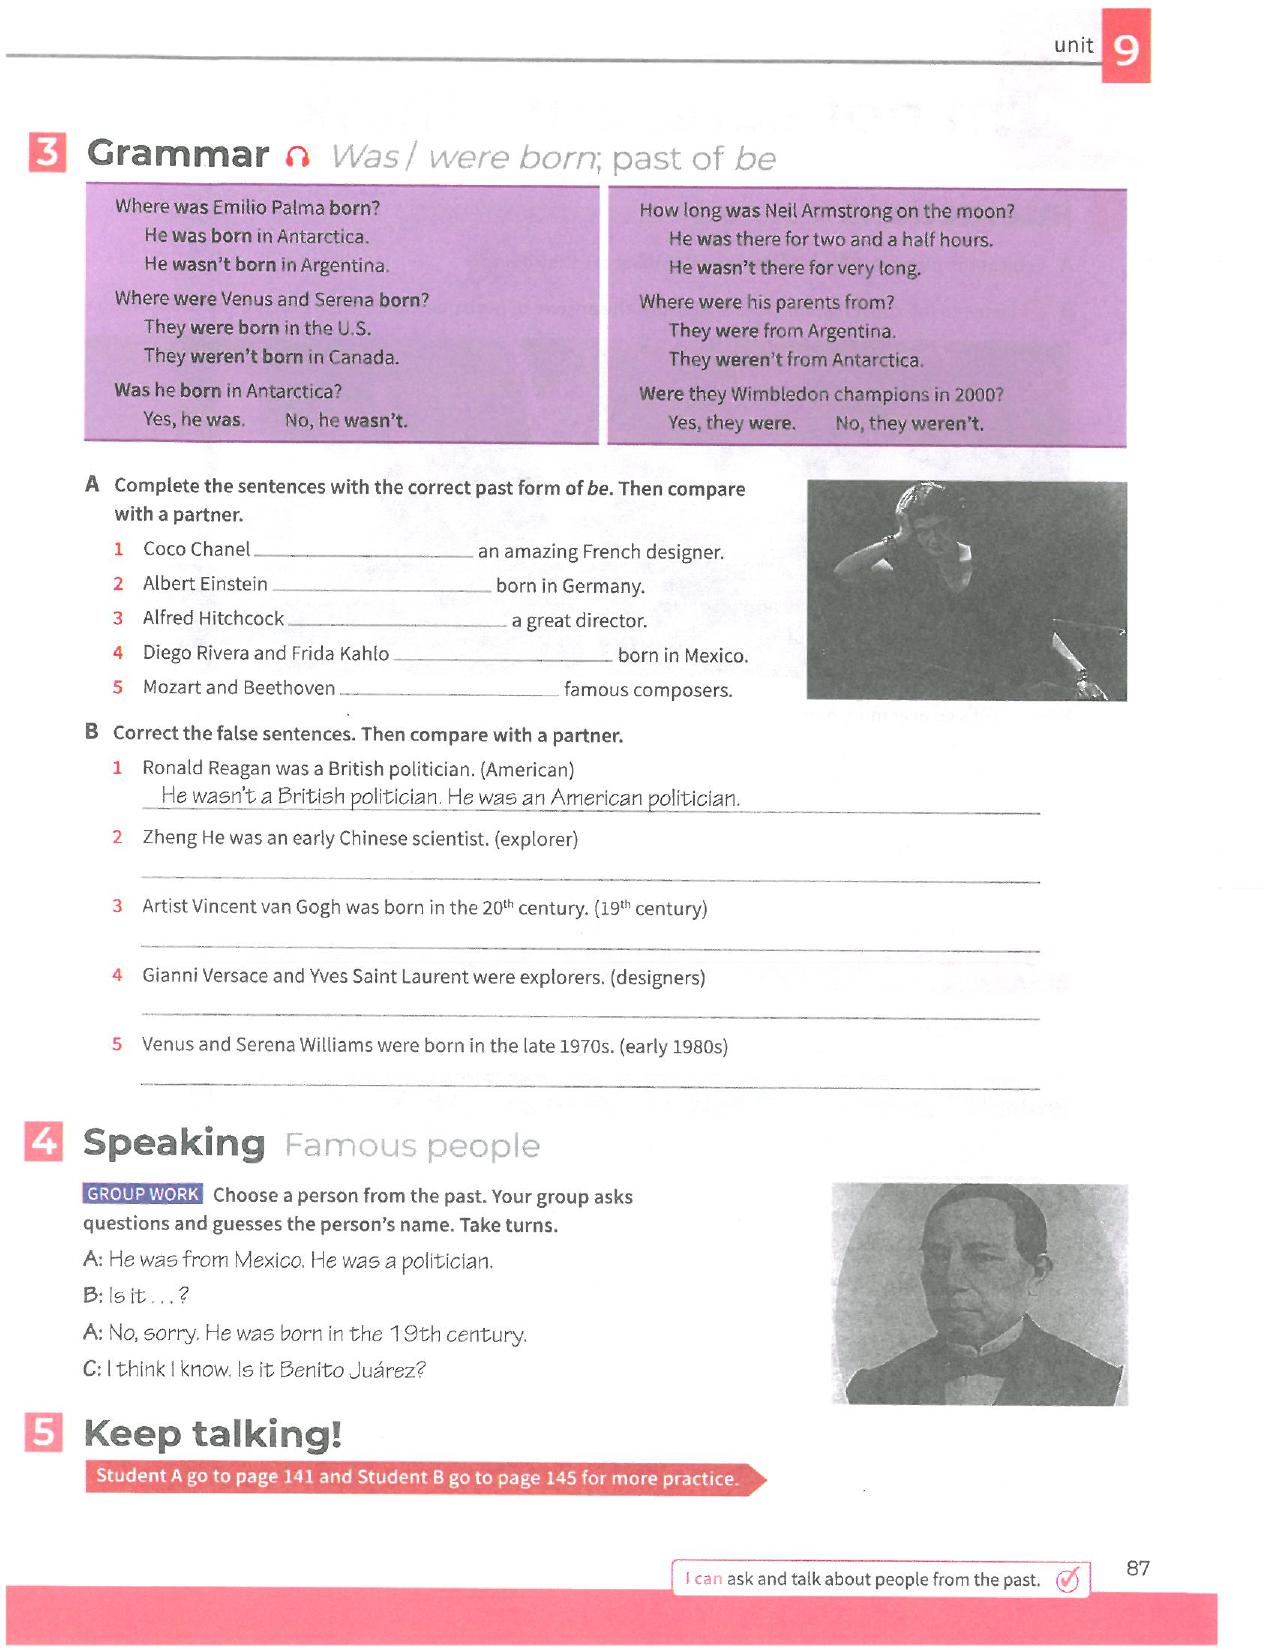 unit 9
3 Grammar Was / were born; past of be
Where was Emilio Palma born?
He was born in Antarctica.
He wasn't born in Argentina.
Where were Venus and Serena born?
They were born in the U.S.
They weren't born in Canada.
Was he born in Antarctica?
Yes, he was. No, he wasn't.
How long was Neil Armstrong on the moon?
He was there for two and a half hours.
He wasn't there for very long.
Where were his parents from?
They were from Argentina.
They weren't from Antarctica.
Were they Wimbledon champions in 2000?
Yes, they were. No, they weren't.
A Complete the sentences with the correct past form of be. Then compare
with a partner.
1 Coco Chanel ____________ an amazing French designer.
2 Albert Einstein ____________ born in Germany.
3 Alfred Hitchcock ____________ a great director.
4 Diego Rivera and Frida Kahlo ____________ born in Mexico.
5 Mozart and Beethoven ____________ famous composers.
B Correct the false sentences. Then compare with a partner.
1 Ronald Reagan was a British politician. (American)
He wasn't a British politician. He was an American politician.
2 Zheng He was an early Chinese scientist. (explorer)
3 Artist Vincent van Gogh was born in the 20th century. (19th century)
4 Gianni Versace and Yves Saint Laurent were explorers. (designers)
5 Venus and Serena Williams were born in the late 1970s. (early 1980s)
4 Speaking Famous people
GROUP WORK Choose a person from the past. Your group asks
questions and guesses the person's name. Take turns.
A: He was from Mexico. He was a politician.
B: Is it . . . ?
A: No, sorry. He was born in the 19th century.
C: I think I know. Is it Benito Juárez?
5 Keep talking!
Student A go to page 141 and Student B go to page 145 for more practice.
I can ask and talk about people from the past.
87